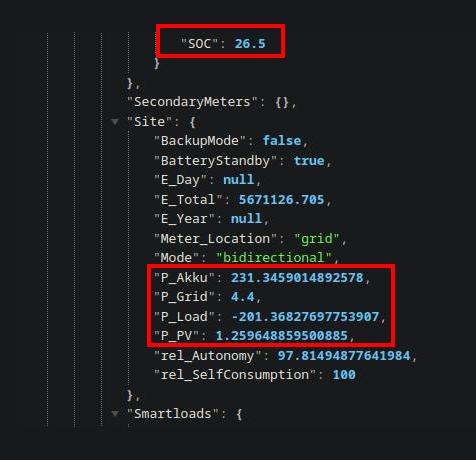 "SOC": 26.5
}
},
"SecondaryMeters": {},
"Site": {
"BackupMode": false,
"BatteryStandby": true,
"E_Day": null,
"E_Total": 5671126.705,
"E_Year": null,
"Meter_Location": "grid",
"Mode": "bidirectional",
"P_Akku": 231.3459014892578,
"P_Grid": 4.4,
"P_Load": -201.36827697753907,
"P_PV": 1.259648859500885,
"rel_Autonomy": 97.81494877641984,
"rel_SelfConsumption": 100
},
"Smartloads": {